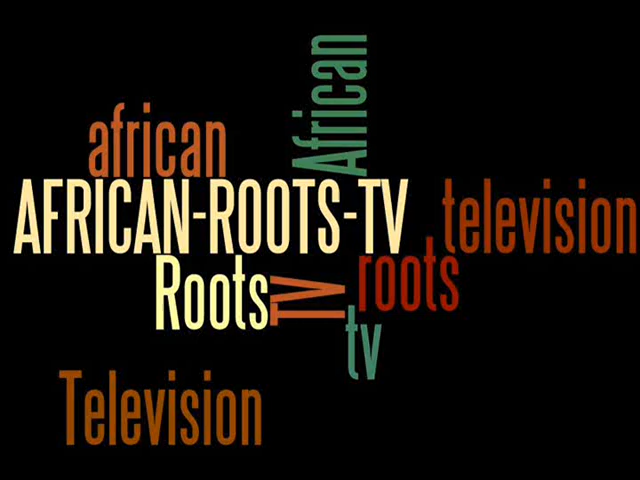 African
african
AFRICAN-ROOTS-TV
television
Roots
TV
roots
tv
Television